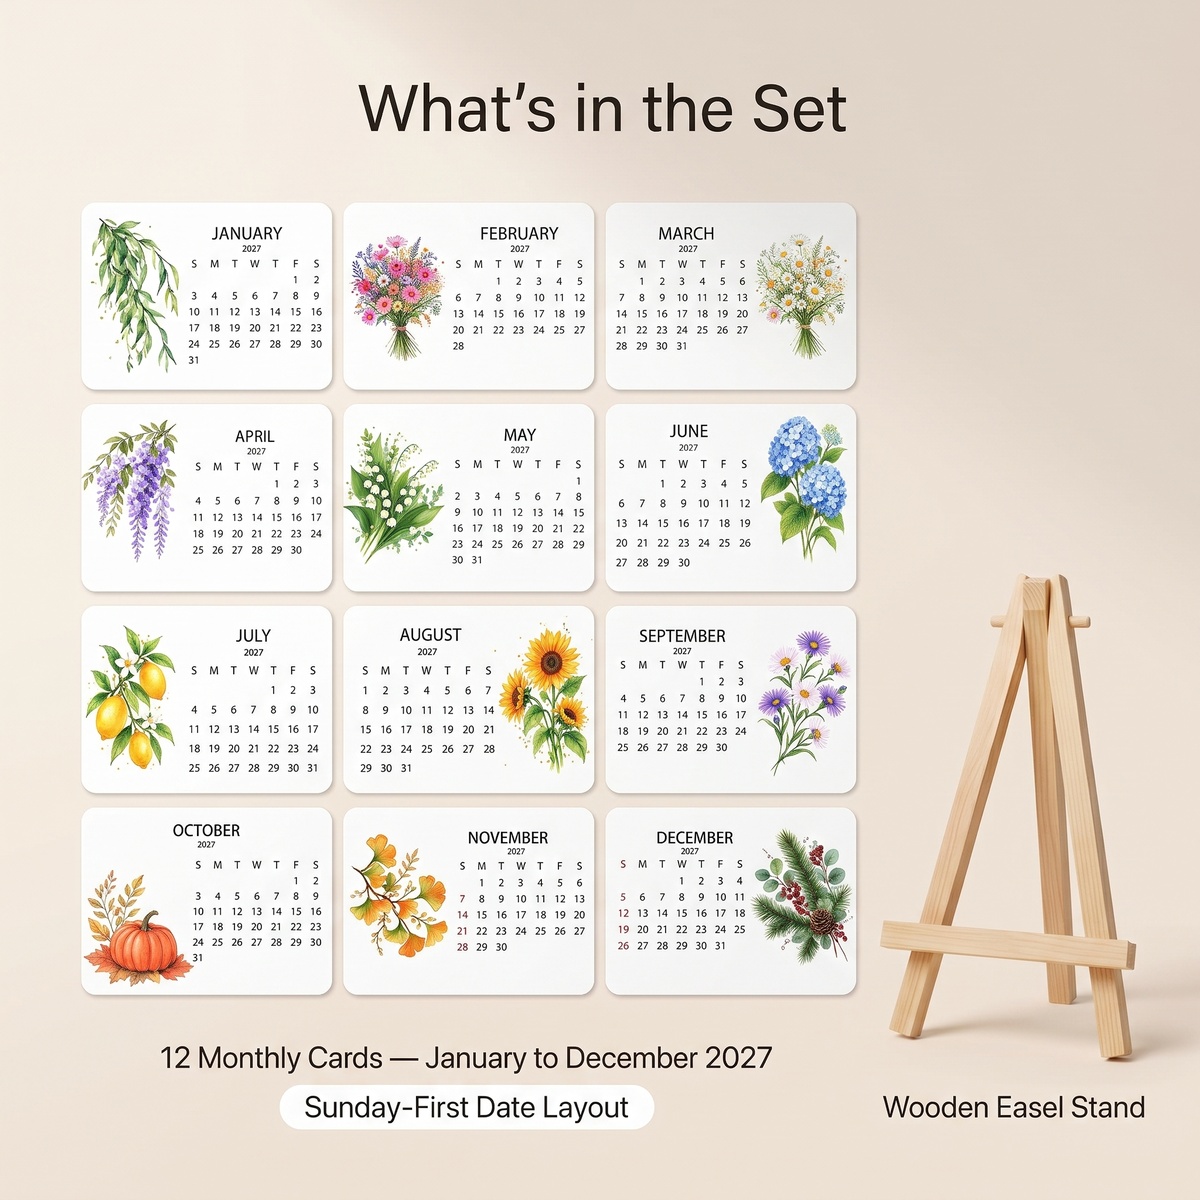 What's in the Set
JANUARY
2027
S M T W T F S
1 2
3 4 5 6 7 8 9
10 11 12 13 14 15 16
17 18 19 20 21 22 23
24 25 26 27 28 29 30
31
FEBRUARY
2027
S M T W T F S
1 2 3 4 5
6 7 8 9 10 11 12
13 14 15 16 17 18 19
20 21 22 23 24 25 27
28
MARCH
2027
S M T W T F S
1 2 3 4 5 6
7 8 9 10 11 12 13
14 15 16 17 18 19 20
21 22 23 24 25 26 27
28 29 30 31
APRIL
2027
S M T W T F S
1 2 3
4 5 6 7 8 9 10
11 12 13 14 15 16 17
18 19 20 21 22 23 24
25 26 27 28 29 30
MAY
2027
S M T W T F S
1
2 3 4 5 6 7 8
9 10 11 12 13 14 15
16 17 18 19 20 21 22
23 24 25 26 27 28 29
30 31
JUNE
2027
S M T W T F S
1 2 3 4 5
6 7 8 9 10 11 12
13 14 15 16 17 18 19
20 21 22 23 24 25 26
27 28 29 30
JULY
2027
S M T W T F S
1 2 3
4 5 6 7 8 9 10
11 12 13 14 15 16 17
18 19 20 21 22 23 24
25 26 27 28 29 30 31
AUGUST
2027
S M T W T F S
1 2 3 4 5 6 7
8 9 10 11 12 13 14
15 16 17 18 19 20 21
22 23 24 25 26 27 28
29 30 31
SEPTEMBER
2027
S M T W T F S
1 2 3
4 5 6 7 8 9 10
11 12 13 14 15 16 17
18 19 20 21 22 23 24
25 26 27 28 29 30
OCTOBER
2027
S M T W T F S
1 2
3 4 5 6 7 8 9
10 11 12 13 14 15 16
17 18 19 20 21 22 23
24 25 26 27 28 29 30
31
NOVEMBER
2027
S M T W T F S
1 2 3 4 5 6
7 8 9 10 11 12 13
14 15 16 17 18 19 20
21 22 23 24 25 26 27
28 29 30
DECEMBER
2027
S M T W T F S
1 2 3 4
5 6 7 8 9 10 11
12 13 14 15 16 17 18
19 20 21 22 23 24 25
26 27 28 29 30 31
12 Monthly Cards — January to December 2027
Sunday-First Date Layout
Wooden Easel Stand